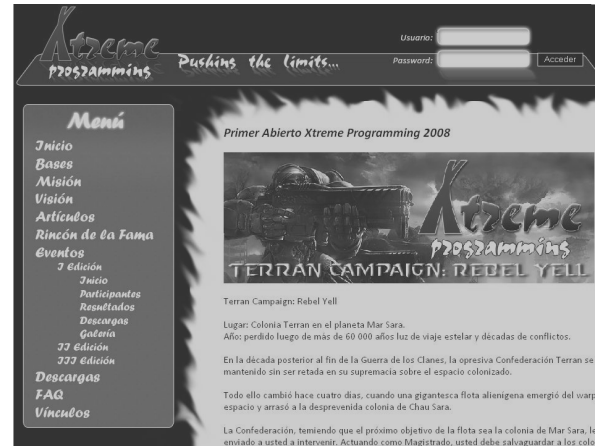 Xtreme
programming
Pushing the limits...
Usuario:
Password:
Acceder
Menú
Inicio
Bases
Misión
Visión
Artículos
Rincón de la Fama
Eventos
I Edición
Inicio
Participantes
Resultados
Descargas
Galería
II Edición
III Edición
Descargas
FAQ
Vínculos
Primer Abierto Xtreme Programming 2008
Xtreme
programming
TERRAN CAMPAIGN: REBEL YELL
Terran Campaign: Rebel Yell
Lugar: Colonia Terran en el planeta Mar Sara.
Año: perdido luego de màs de 60 000 años luz de viaje estelar y dècadas de conflictos.
En la dècada posterior al fin de la Guerra de los Clanes, la opresiva Confederación Terran se
mantenido sin ser retada en su supremacia sobre el espacio colonizado.
Todo ello cambió hace cuatro dias, cuando una gigantesca flota alienigena emergió del warp
espacio y arrasó a la desprevenida colonia de Chau Sara.
La Confederación, temiendo que el próximo objetivo de la flota sea la colonia de Mar Sara, le
enviado a usted a intervenir. Actuando como Magistrado, usted debe salvaguardar a los colo